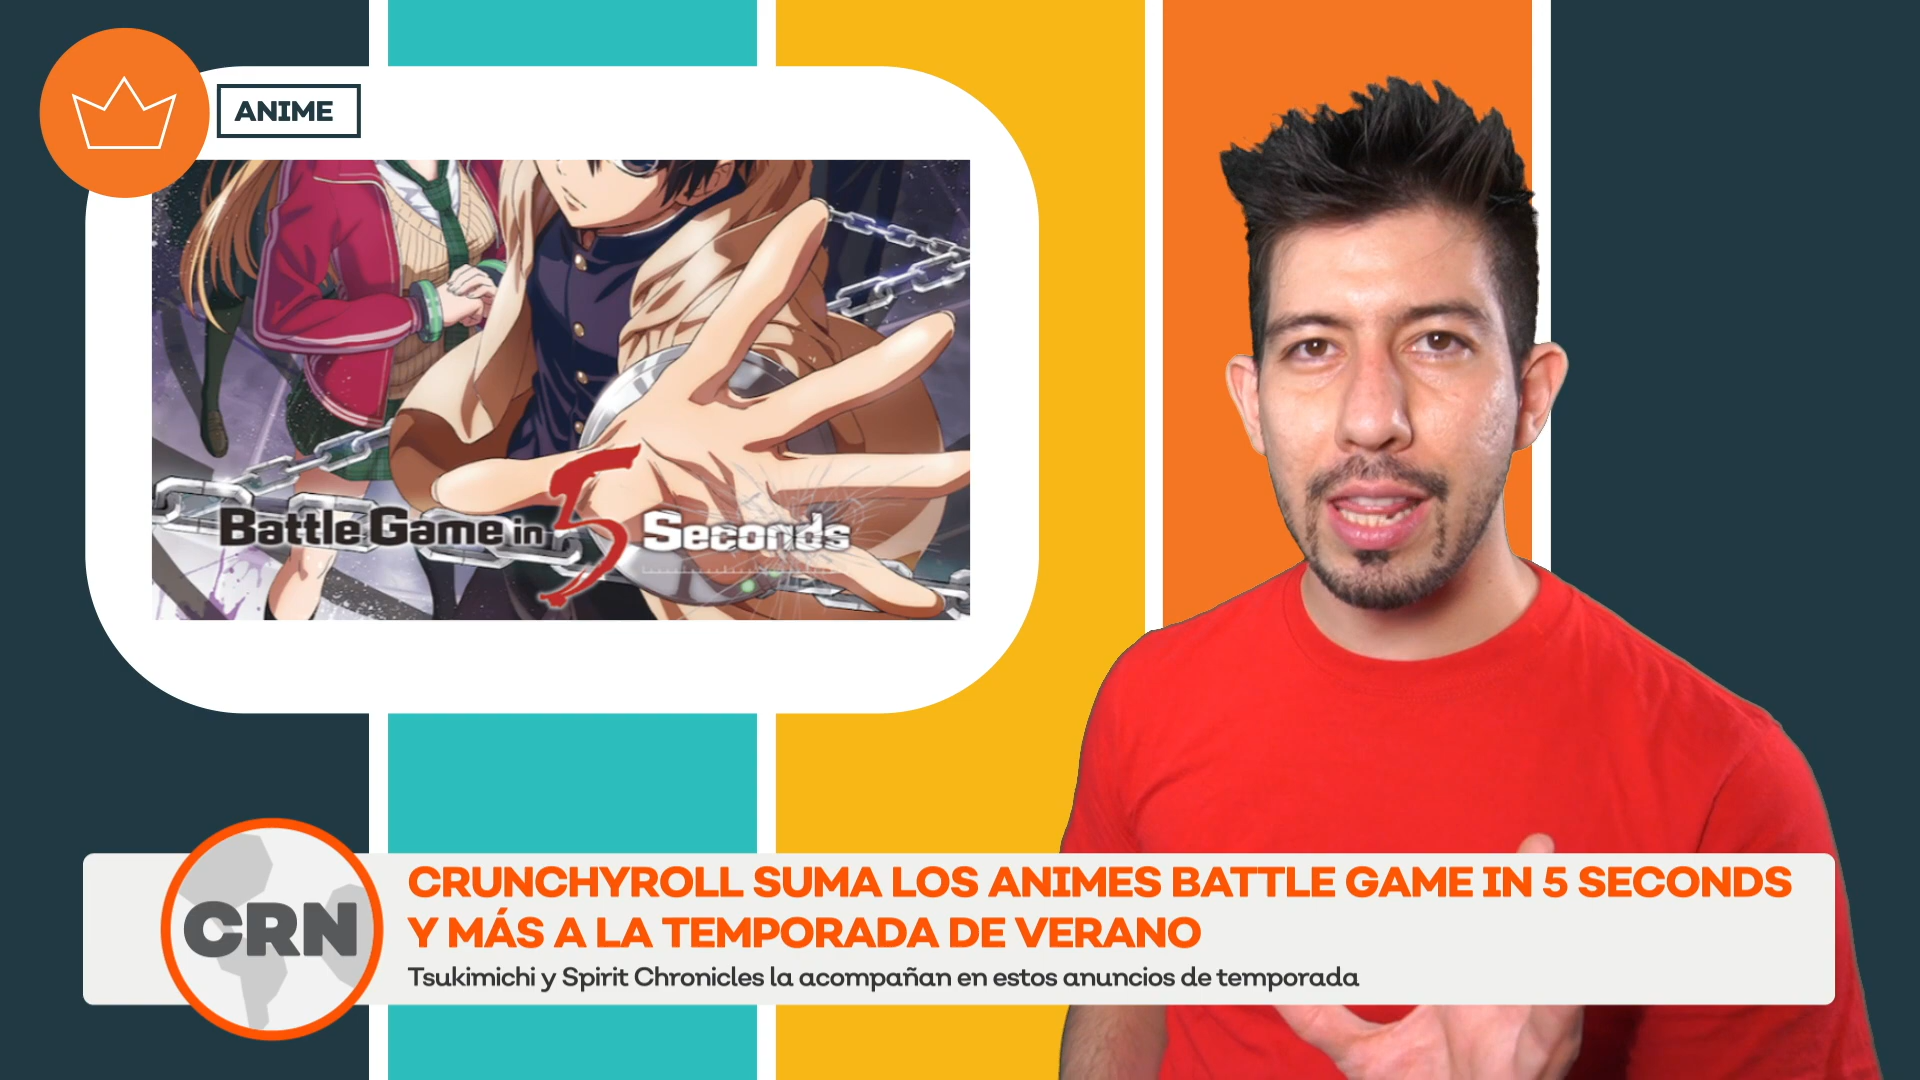 ANIME
Battle Game in 5 Seconds
CRN
CRUNCHYROLL SUMA LOS ANIMES BATTLE GAME IN 5 SECONDS
Y MÁS A LA TEMPORADA DE VERANO
Tsukimichi y Spirit Chronicles la acompañan en estos anuncios de temporada